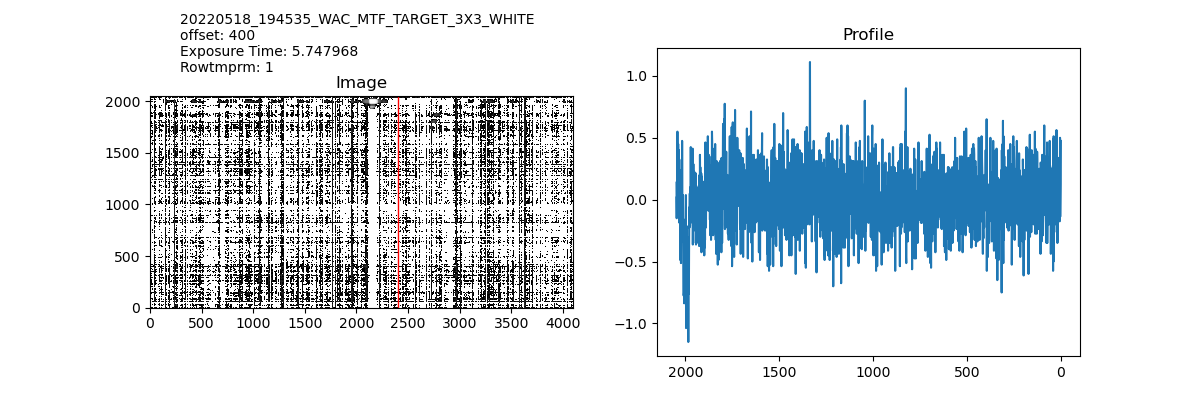 20220518_194535_WAC_MTF_TARGET_3X3_WHITE
offset: 400
Exposure Time: 5.747968
Rowtmprm: 1
Image
2000
1500
1000
500
0
0 500 1000 1500 2000 2500 3000 3500 4000
Profile
1.0
0.5
0.0
−0.5
−1.0
2000 1500 1000 500 0